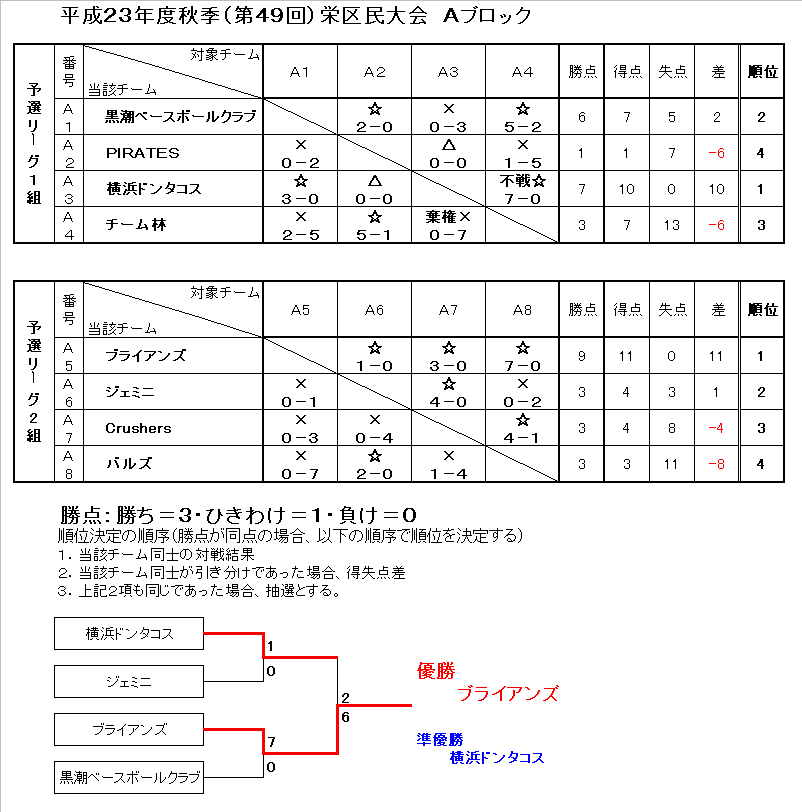 平成23年度秋季（第49回）栄区民大会　Aブロック
予選リーグ1組
番号 対象チーム 当該チーム A1 A2 A3 A4 勝点 得点 失点 差 順位
A1 黒潮ベースボールクラブ ☆ 2－0 × 0－3 ☆ 5－2 6 7 5 2 2
A2 PIRATES × 0－2 △ 0－0 × 1－5 1 1 7 -6 4
A3 横浜ドンタコス ☆ 3－0 △ 0－0 不戦☆ 7－0 7 10 0 10 1
A4 チーム林 × 2－5 ☆ 5－1 棄権× 0－7 3 7 13 -6 3
予選リーグ2組
番号 対象チーム 当該チーム A5 A6 A7 A8 勝点 得点 失点 差 順位
A5 ブライアンズ ☆ 1－0 ☆ 3－0 ☆ 7－0 9 11 0 11 1
A6 ジェミニ × 0－1 ☆ 4－0 × 0－2 3 4 3 1 2
A7 Crushers × 0－3 × 0－4 ☆ 4－1 3 4 8 -4 3
A8 バルズ × 0－7 ☆ 2－0 × 1－4 3 3 11 -8 4
勝点：勝ち＝3・ひきわけ＝1・負け＝0
順位決定の順序（勝点が同点の場合、以下の順序で順位を決定する）
1．当該チーム同士の対戦結果
2．当該チーム同士が引き分けであった場合、得失点差
3．上記2項も同じであった場合、抽選とする。
横浜ドンタコス
1
0
ジェミニ
優勝
ブライアンズ
2
6
ブライアンズ
7
0
準優勝
横浜ドンタコス
黒潮ベースボールクラブ